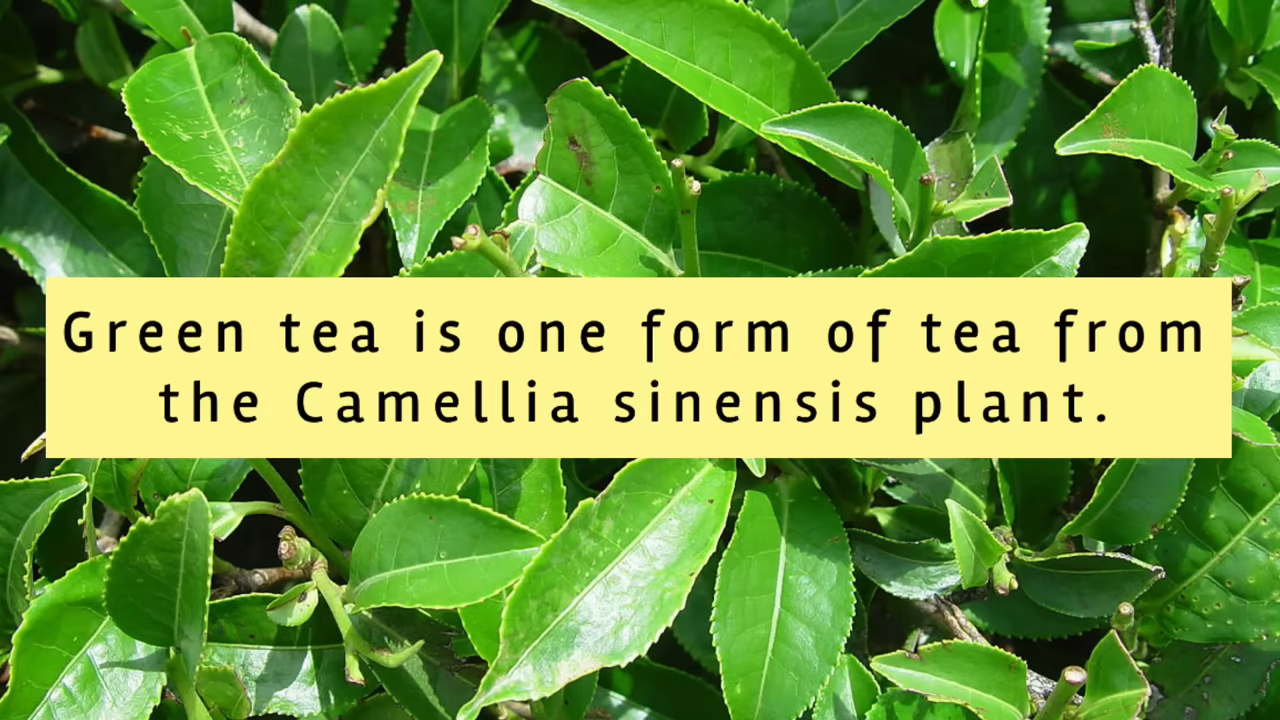 Green tea is one form of tea from
the Camellia sinensis plant.